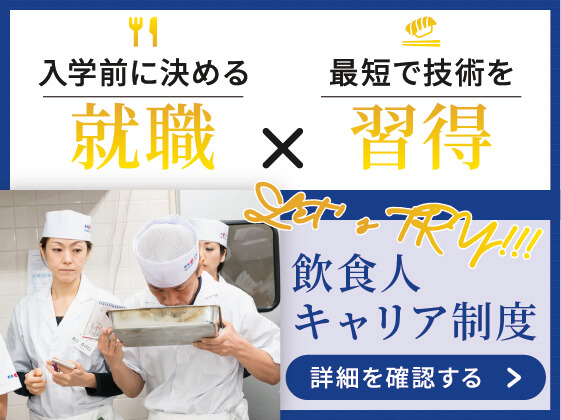 入学前に決める
就職
×
最短で技術を
習得
Let's TRY!!!
飲食人
キャリア制度
詳細を確認する